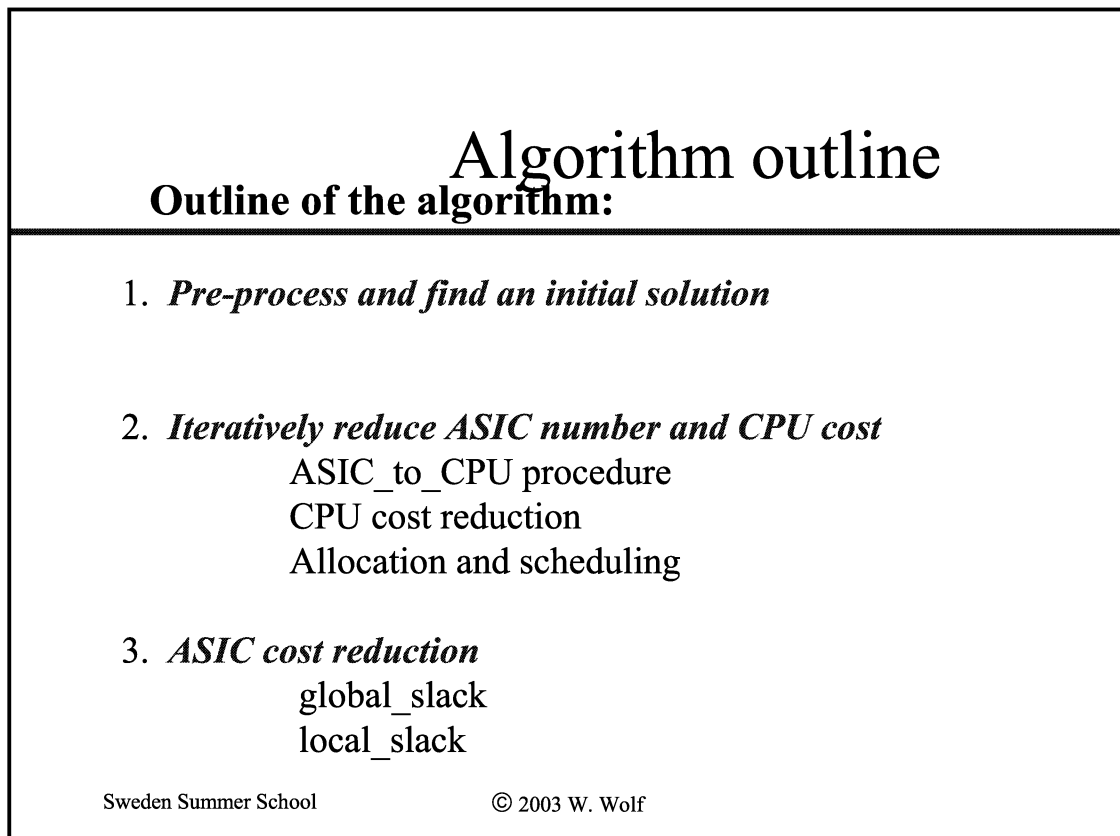 Algorithm outline
Outline of the algorithm:
1. Pre-process and find an initial solution
2. Iteratively reduce ASIC number and CPU cost
ASIC_to_CPU procedure
CPU cost reduction
Allocation and scheduling
3. ASIC cost reduction
global_slack
local_slack
Sweden Summer School
© 2003 W. Wolf